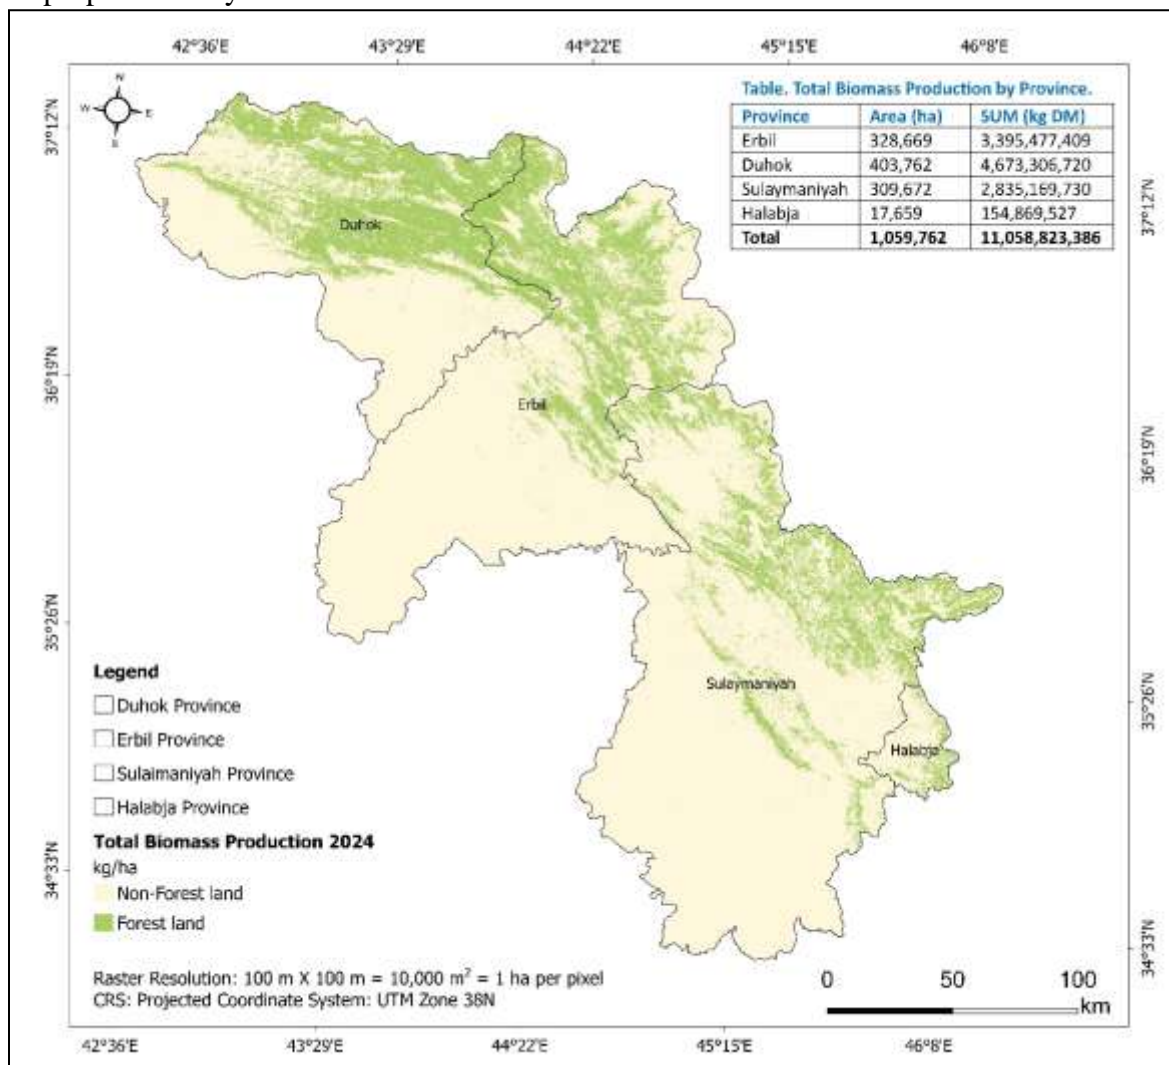 42°36'E 43°29'E 44°22'E 45°15'E 46°8'E
N
W E
S
Table. Total Biomass Production by Province.
Province Area (ha) SUM (kg DM)
Erbil 328,669 3,395,477,409
Duhok 403,762 4,673,306,720
Sulaymaniyah 309,672 2,835,169,730
Halabja 17,659 154,869,527
Total 1,059,762 11,058,823,386
37°12'N
37°12'N
Duhok
36°19'N
Erbil
36°19'N
35°26'N
Legend
Duhok Province
Erbil Province
Sulaimaniyah Province
Halabja Province
Sulaymaniyah
35°26'N
Halabja
Total Biomass Production 2024
kg/ha
Non-Forest land
Forest land
34°33'N
34°33'N
Raster Resolution: 100 m X 100 m = 10,000 m² = 1 ha per pixel
CRS: Projected Coordinate System: UTM Zone 38N
0 50 100
km
42°36'E 43°29'E 44°22'E 45°15'E 46°8'E